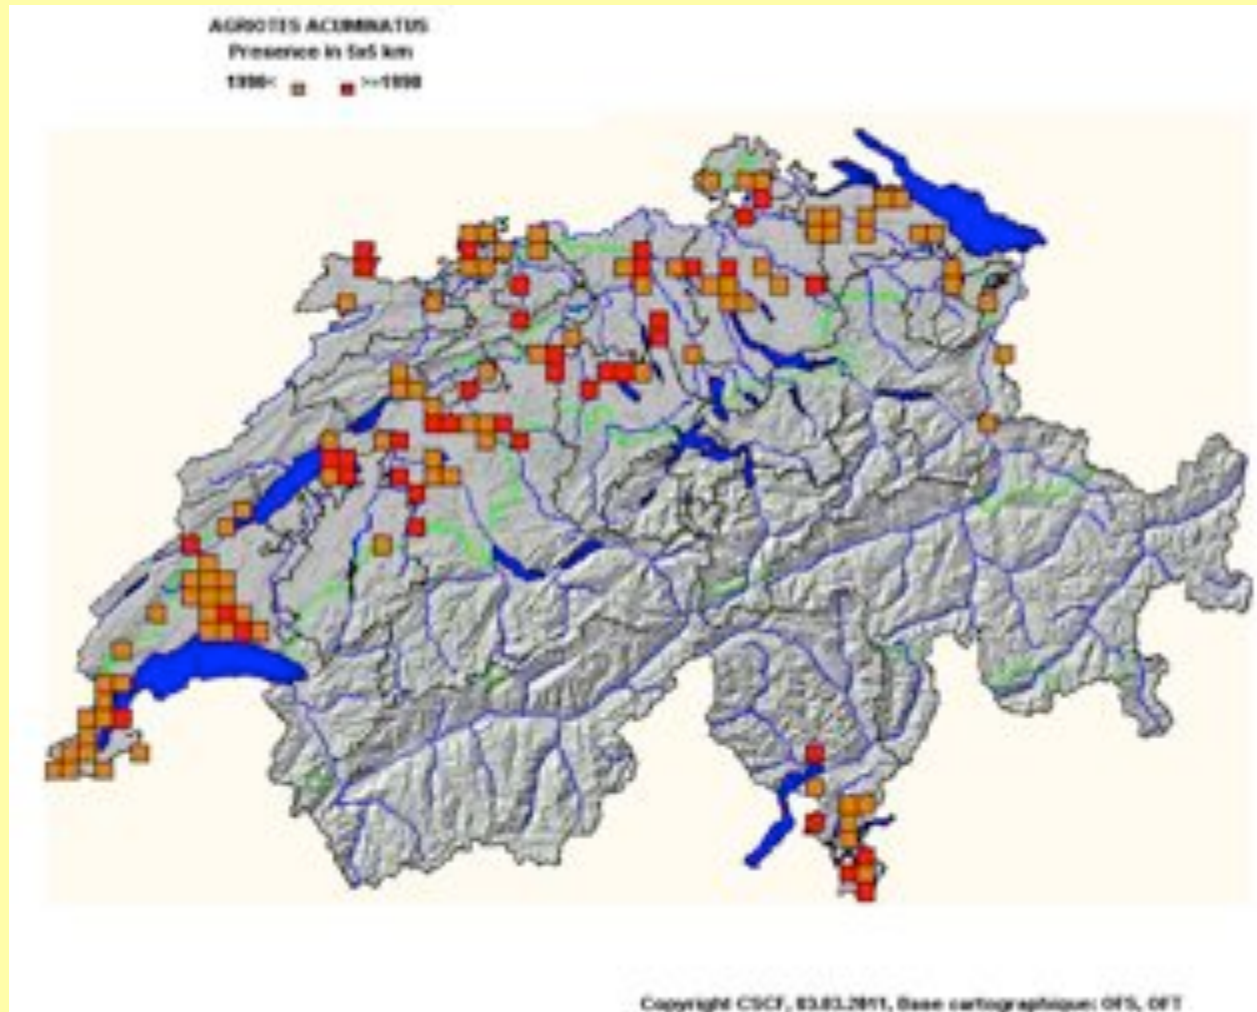 AGRIOTES ACUMINATUS
Presence in 5x5 km
1990< >=1990
Copyright CSCF, 03.03.2011, Base cartographique: OFS, OFT